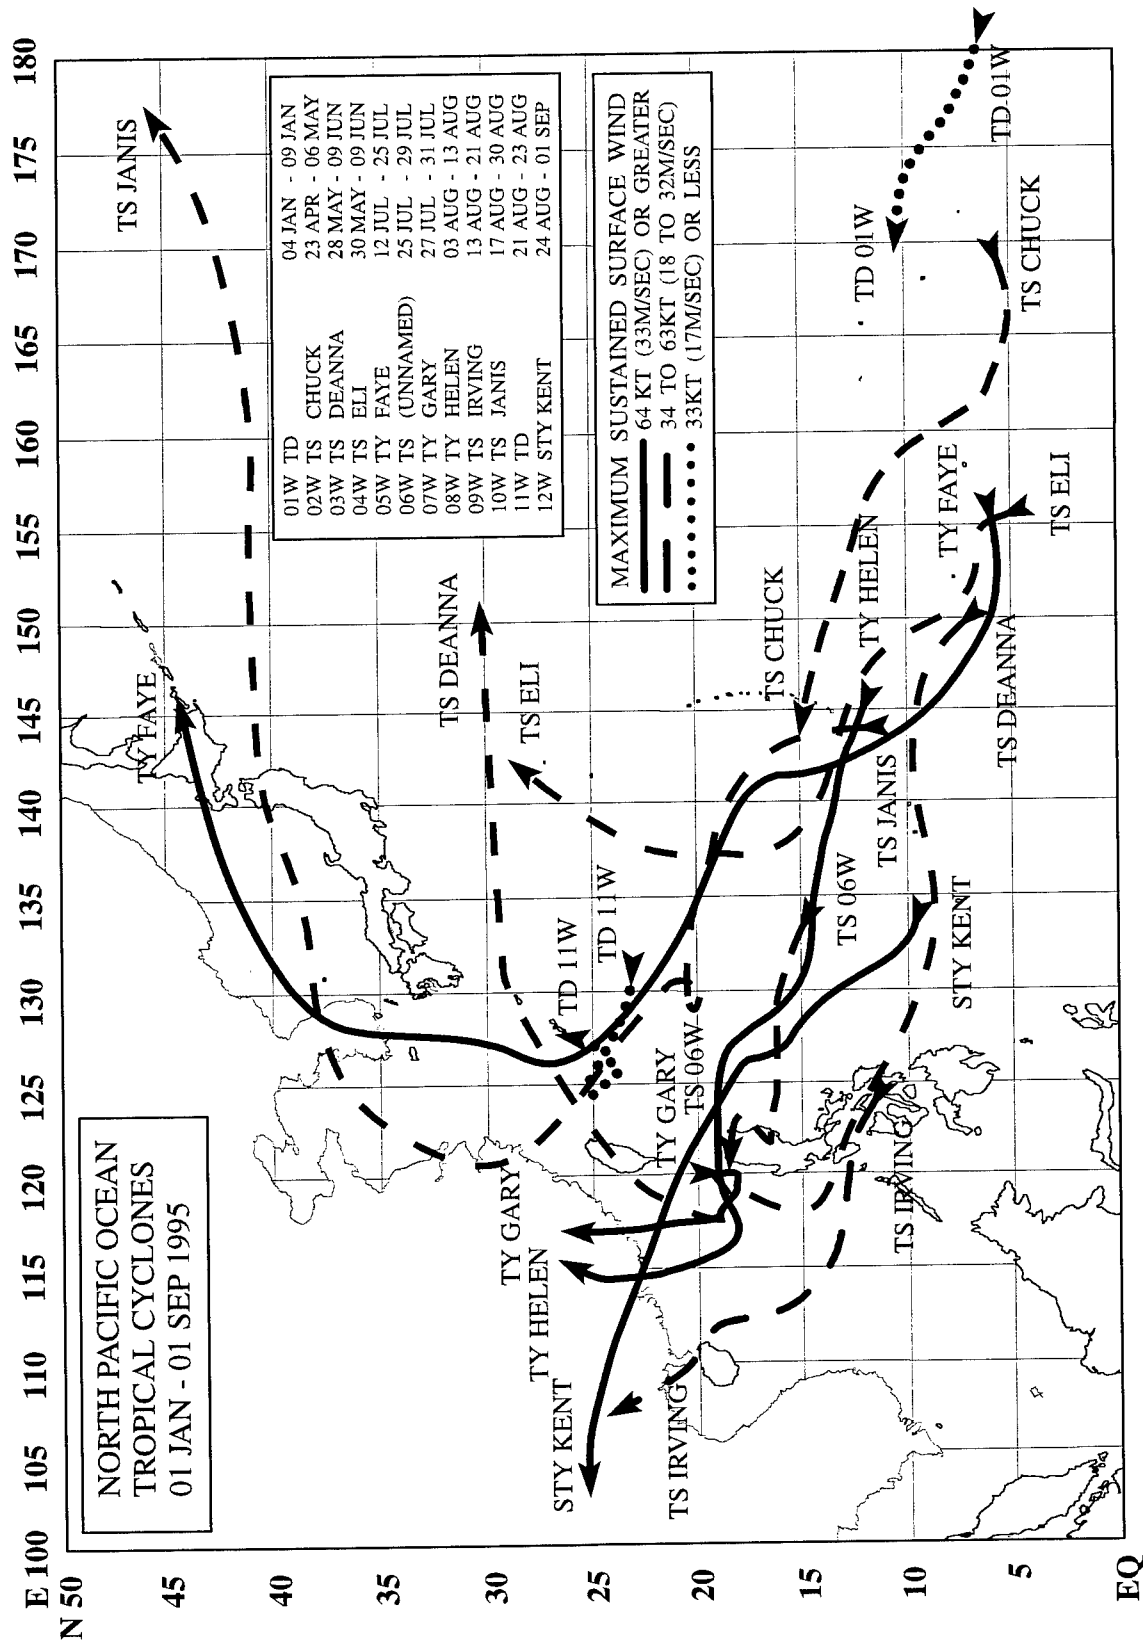 NORTH PACIFIC OCEAN
TROPICAL CYCLONES
01 JAN - 01 SEP 1995
E 100 105 110 115 120 125 130 135 140 145 150 155 160 165 170 175 180
N 50
45
40
35
30
25
20
15
10
5
EQ
01W TD 04 JAN - 09 JAN
02W TS CHUCK 23 APR - 06 MAY
03W TS DEANNA 28 MAY - 09 JUN
04W TS ELI 30 MAY - 09 JUN
05W TY FAYE 12 JUL - 25 JUL
06W TS (UNNAMED) 25 JUL - 29 JUL
07W TY GARY 27 JUL - 31 JUL
08W TY HELEN 03 AUG - 13 AUG
09W TS IRVING 13 AUG - 21 AUG
10W TS JANIS 17 AUG - 30 AUG
11W TD 21 AUG - 23 AUG
12W STY KENT 24 AUG - 01 SEP
MAXIMUM SUSTAINED SURFACE WIND
64 KT (33M/SEC) OR GREATER
34 TO 63KT (18 TO 32M/SEC)
33KT (17M/SEC) OR LESS
TS JANIS
TY FAYE
TS DEANNA
TS ELI
TD 11W
TD 11W
TY GARY
TY HELEN
STY KENT
TS IRVING
TY GARY
TS 06W
TS CHUCK
TY HELEN
TS 06W
TS JANIS
TD 01W
TY FAYE
STY KENT
TS IRVING
TS DEANNA
TS ELI
TS CHUCK
TD 01W